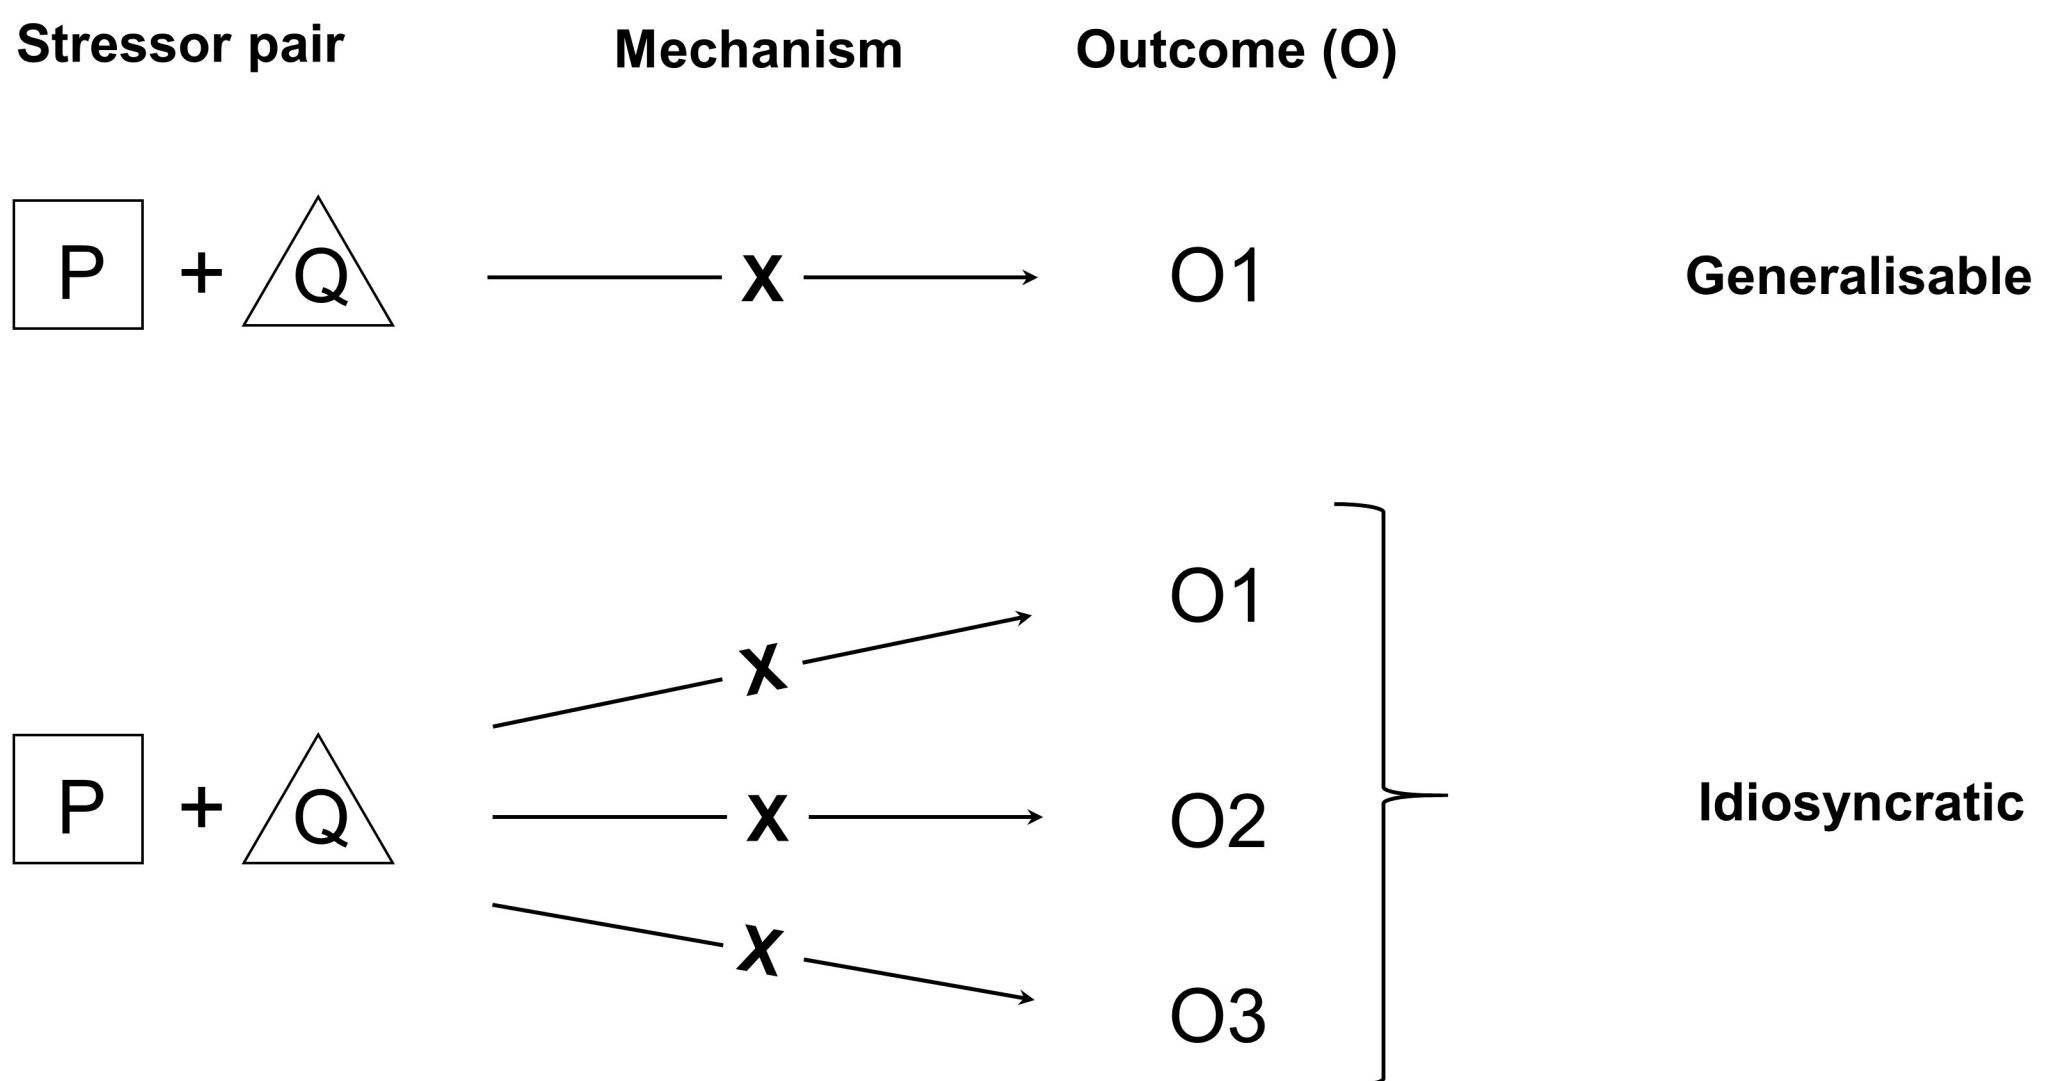 Stressor pair Mechanism Outcome (O)
P + Q X O1 Generalisable
O1
X
P + Q X O2 Idiosyncratic
X
O3